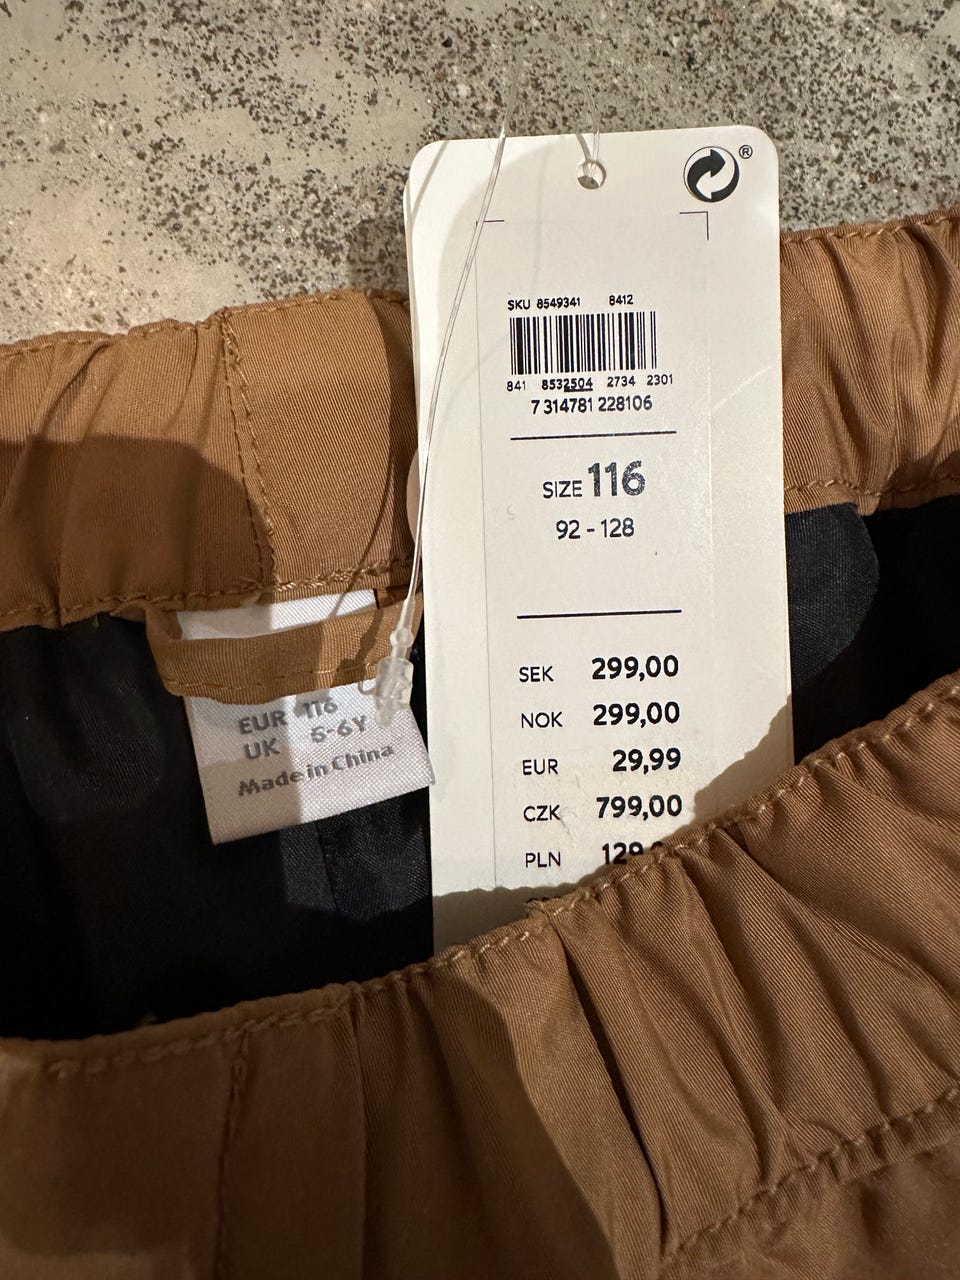 ®
SKU 8549341 8412
841 8532504 2734 2301
7 314781 228106
SIZE 116
92 - 128
SEK 299,00
NOK 299,00
EUR 29,99
CZK 799,00
PLN
EUR 116
UK 5-6Y
Made in China